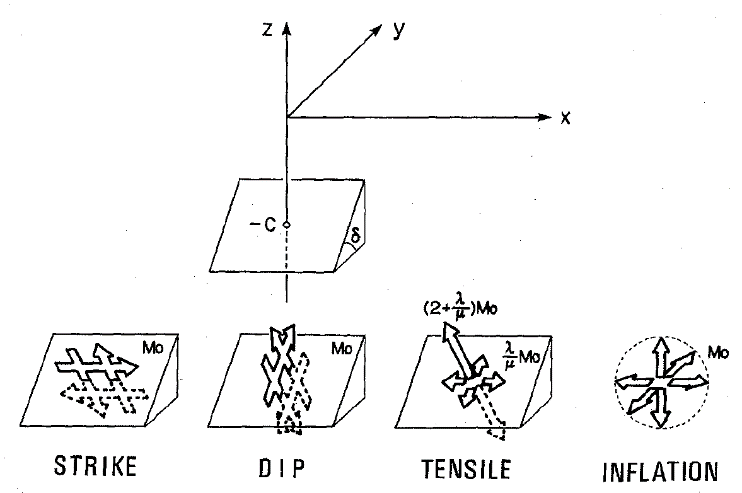 z
y
x
-C
δ
(2+λ/μ)Mo
Mo
Mo
λ/μ Mo
Mo
STRIKE
DIP
TENSILE
INFLATION